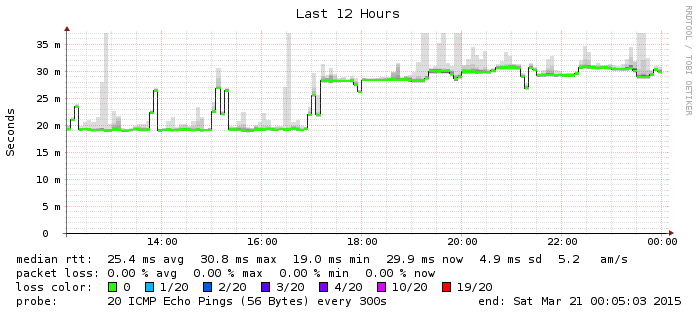 Last 12 Hours
RRDTOOL / TOBI OETIKER
Seconds
35 m
30 m
25 m
20 m
15 m
10 m
5 m
0
14:00 16:00 18:00 20:00 22:00 00:00
median rtt: 25.4 ms avg 30.8 ms max 19.0 ms min 29.9 ms now 4.9 ms sd 5.2 am/s
packet loss: 0.00 % avg 0.00 % max 0.00 % min 0.00 % now
loss color: 0 1/20 2/20 3/20 4/20 10/20 19/20
probe: 20 ICMP Echo Pings (56 Bytes) every 300s end: Sat Mar 21 00:05:03 2015